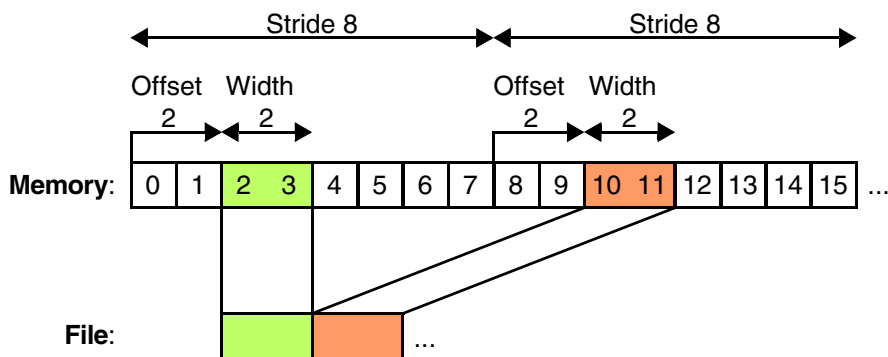 Stride 8 Stride 8
Offset Width Offset Width
2 2 2 2
Memory: 0 1 2 3 4 5 6 7 8 9 10 11 12 13 14 15 ...
File: ...